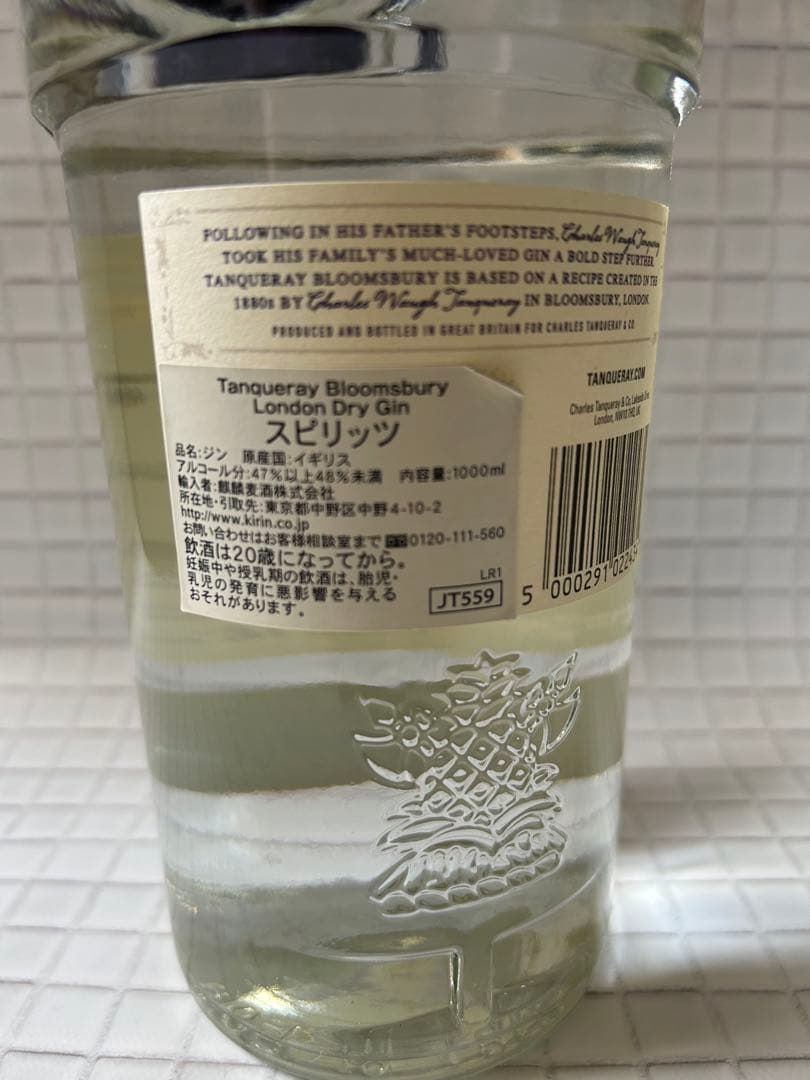 FOLLOWING IN HIS FATHER'S FOOTSTEPS, Charles Waugh Tanqueray
TOOK HIS FAMILY'S MUCH-LOVED GIN A BOLD STEP FURTHER.
TANQUERAY BLOOMSBURY IS BASED ON A RECIPE CREATED IN THE
1880s BY Charles Waugh Tanqueray IN BLOOMSBURY, LONDON.
PRODUCED AND BOTTLED IN GREAT BRITAIN FOR CHARLES TANQUERAY & CO.
TANQUERAY.COM
Charles Tanqueray & Co, Lakeside Drive,
London, NW10 7HQ, UK
Tanqueray Bloomsbury
London Dry Gin
スピリッツ
品名:ジン 原産国:イギリス
アルコール分:47%以上48%未満 内容量:1000ml
輸入者:麒麟麦酒株式会社
所在地・引取先:東京都中野区中野4-10-2
http://www.kirin.co.jp
お問い合わせはお客様相談室まで 0120-111-560
飲酒は20歳になってから。
妊娠中や授乳期の飲酒は、胎児・
乳児の発育に悪影響を与える
おそれがあります。
LR1
JT559
5 000291 0224